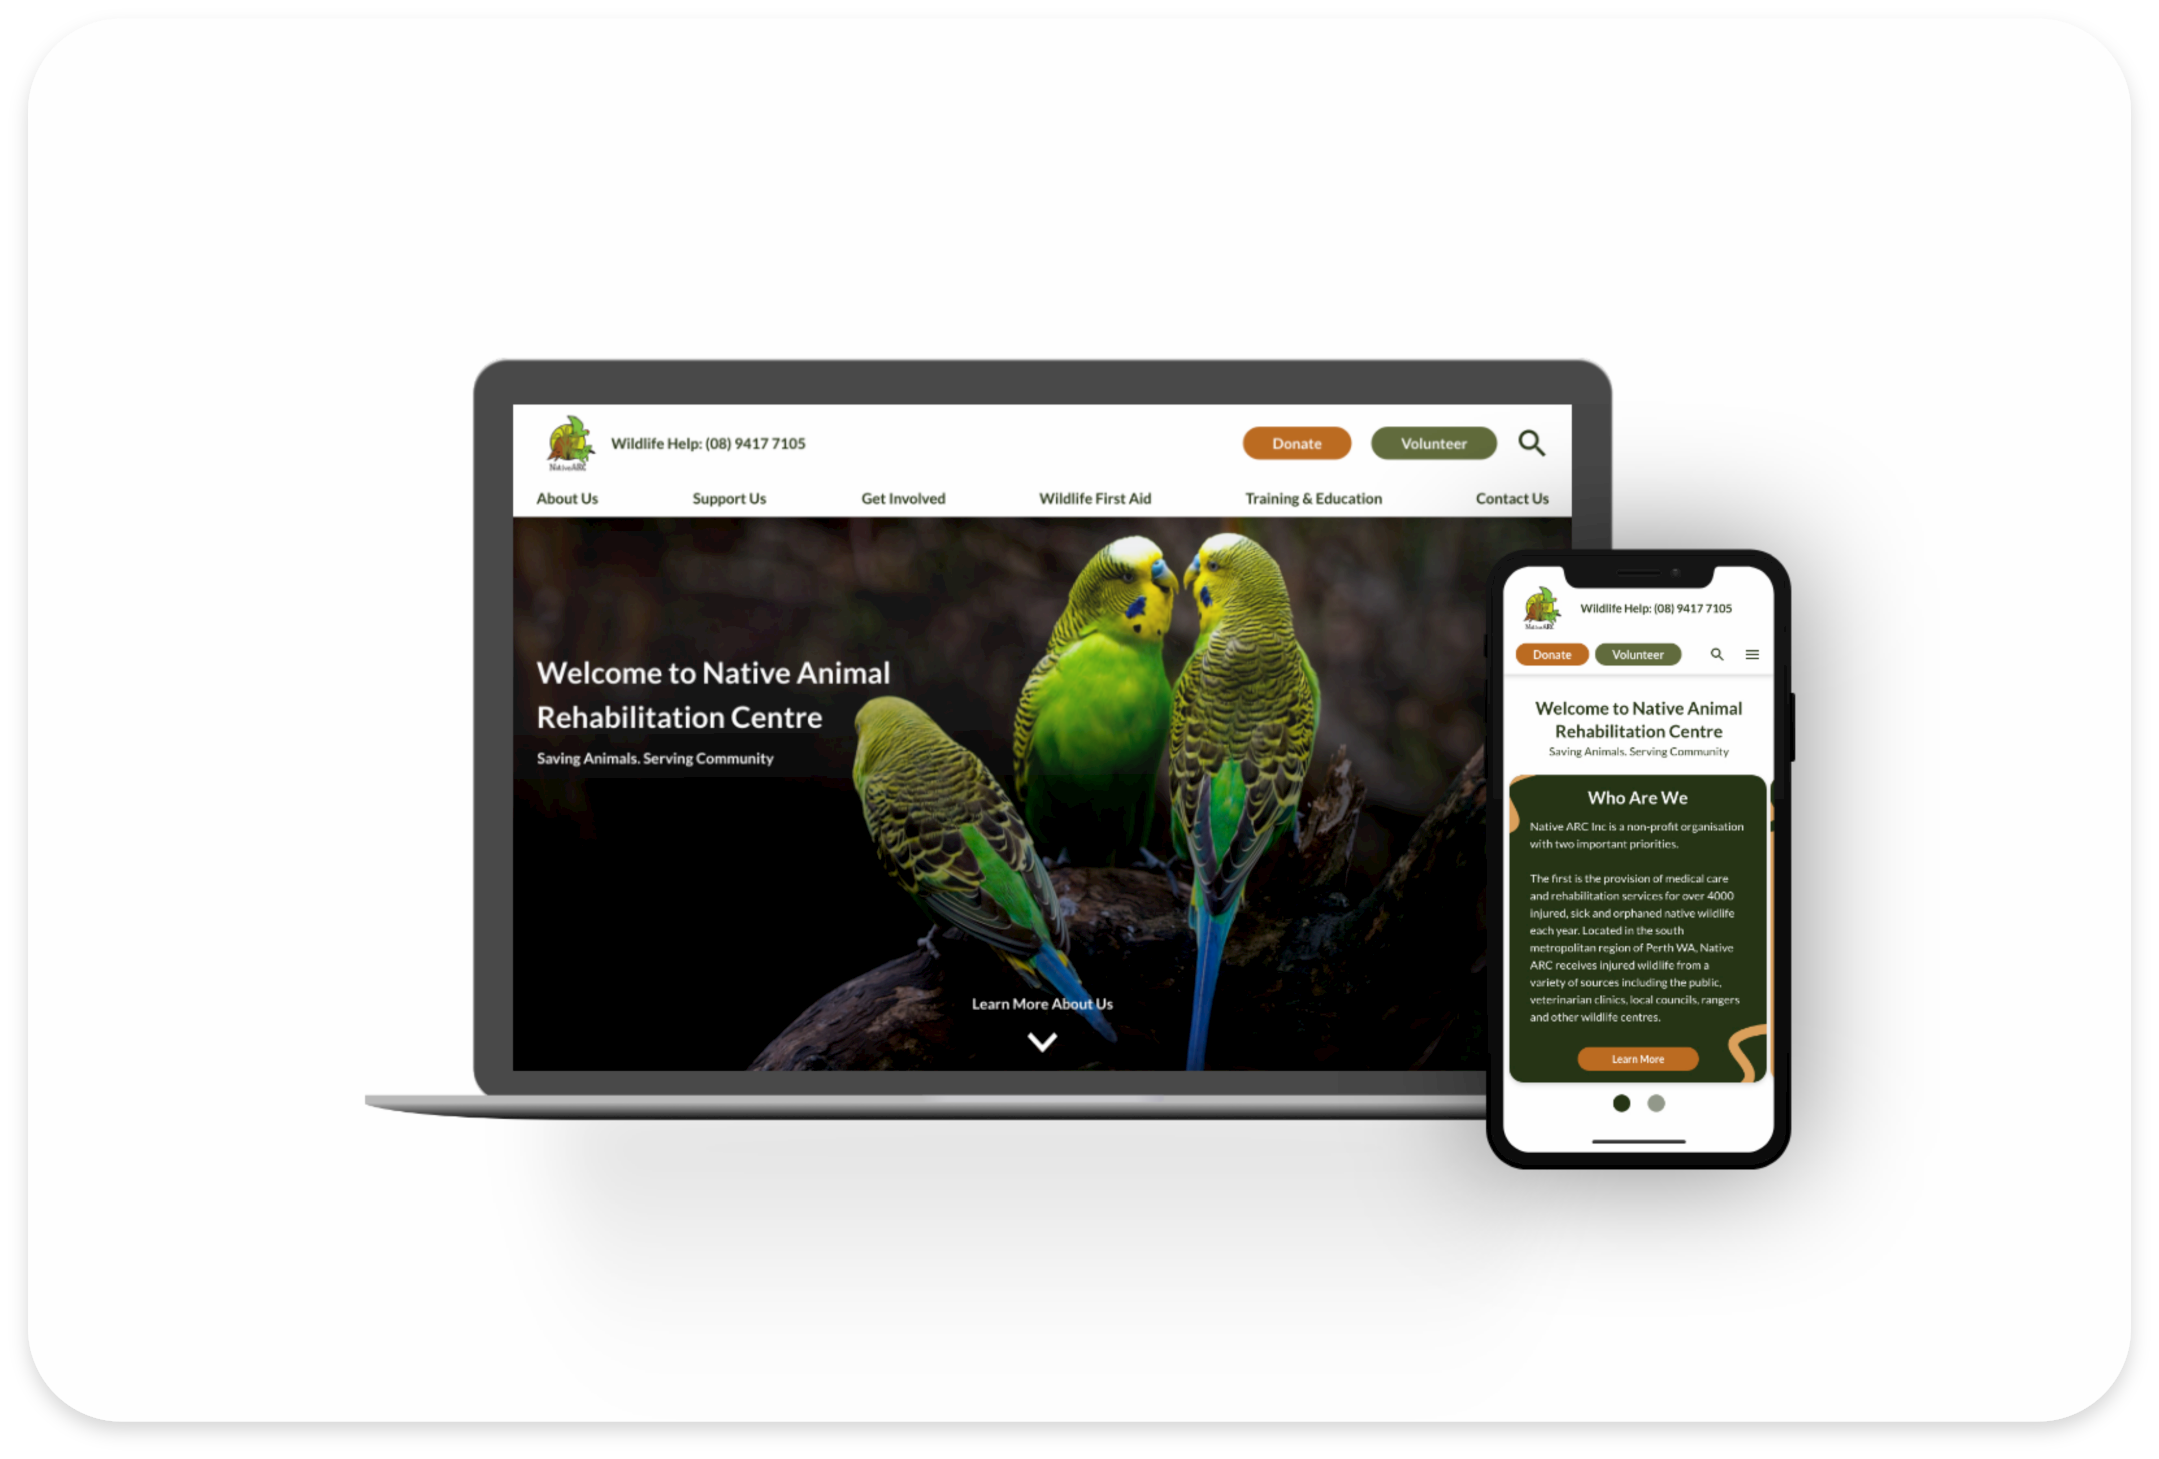 NativeARC
Wildlife Help: (08) 9417 7105
Donate
Volunteer
About Us
Support Us
Get Involved
Wildlife First Aid
Training & Education
Contact Us
Welcome to Native Animal
Rehabilitation Centre
Saving Animals. Serving Community
Learn More About Us
NativeARC
Wildlife Help: (08) 9417 7105
Donate
Volunteer
Welcome to Native Animal
Rehabilitation Centre
Saving Animals. Serving Community
Who Are We
Native ARC Inc is a non-profit organisation
with two important priorities.
The first is the provision of medical care
and rehabilitation services for over 4000
injured, sick and orphaned native wildlife
each year. Located in the south
metropolitan region of Perth WA, Native
ARC receives injured wildlife from a
variety of sources including the public,
veterinarian clinics, local councils, rangers
and other wildlife centres.
Learn More